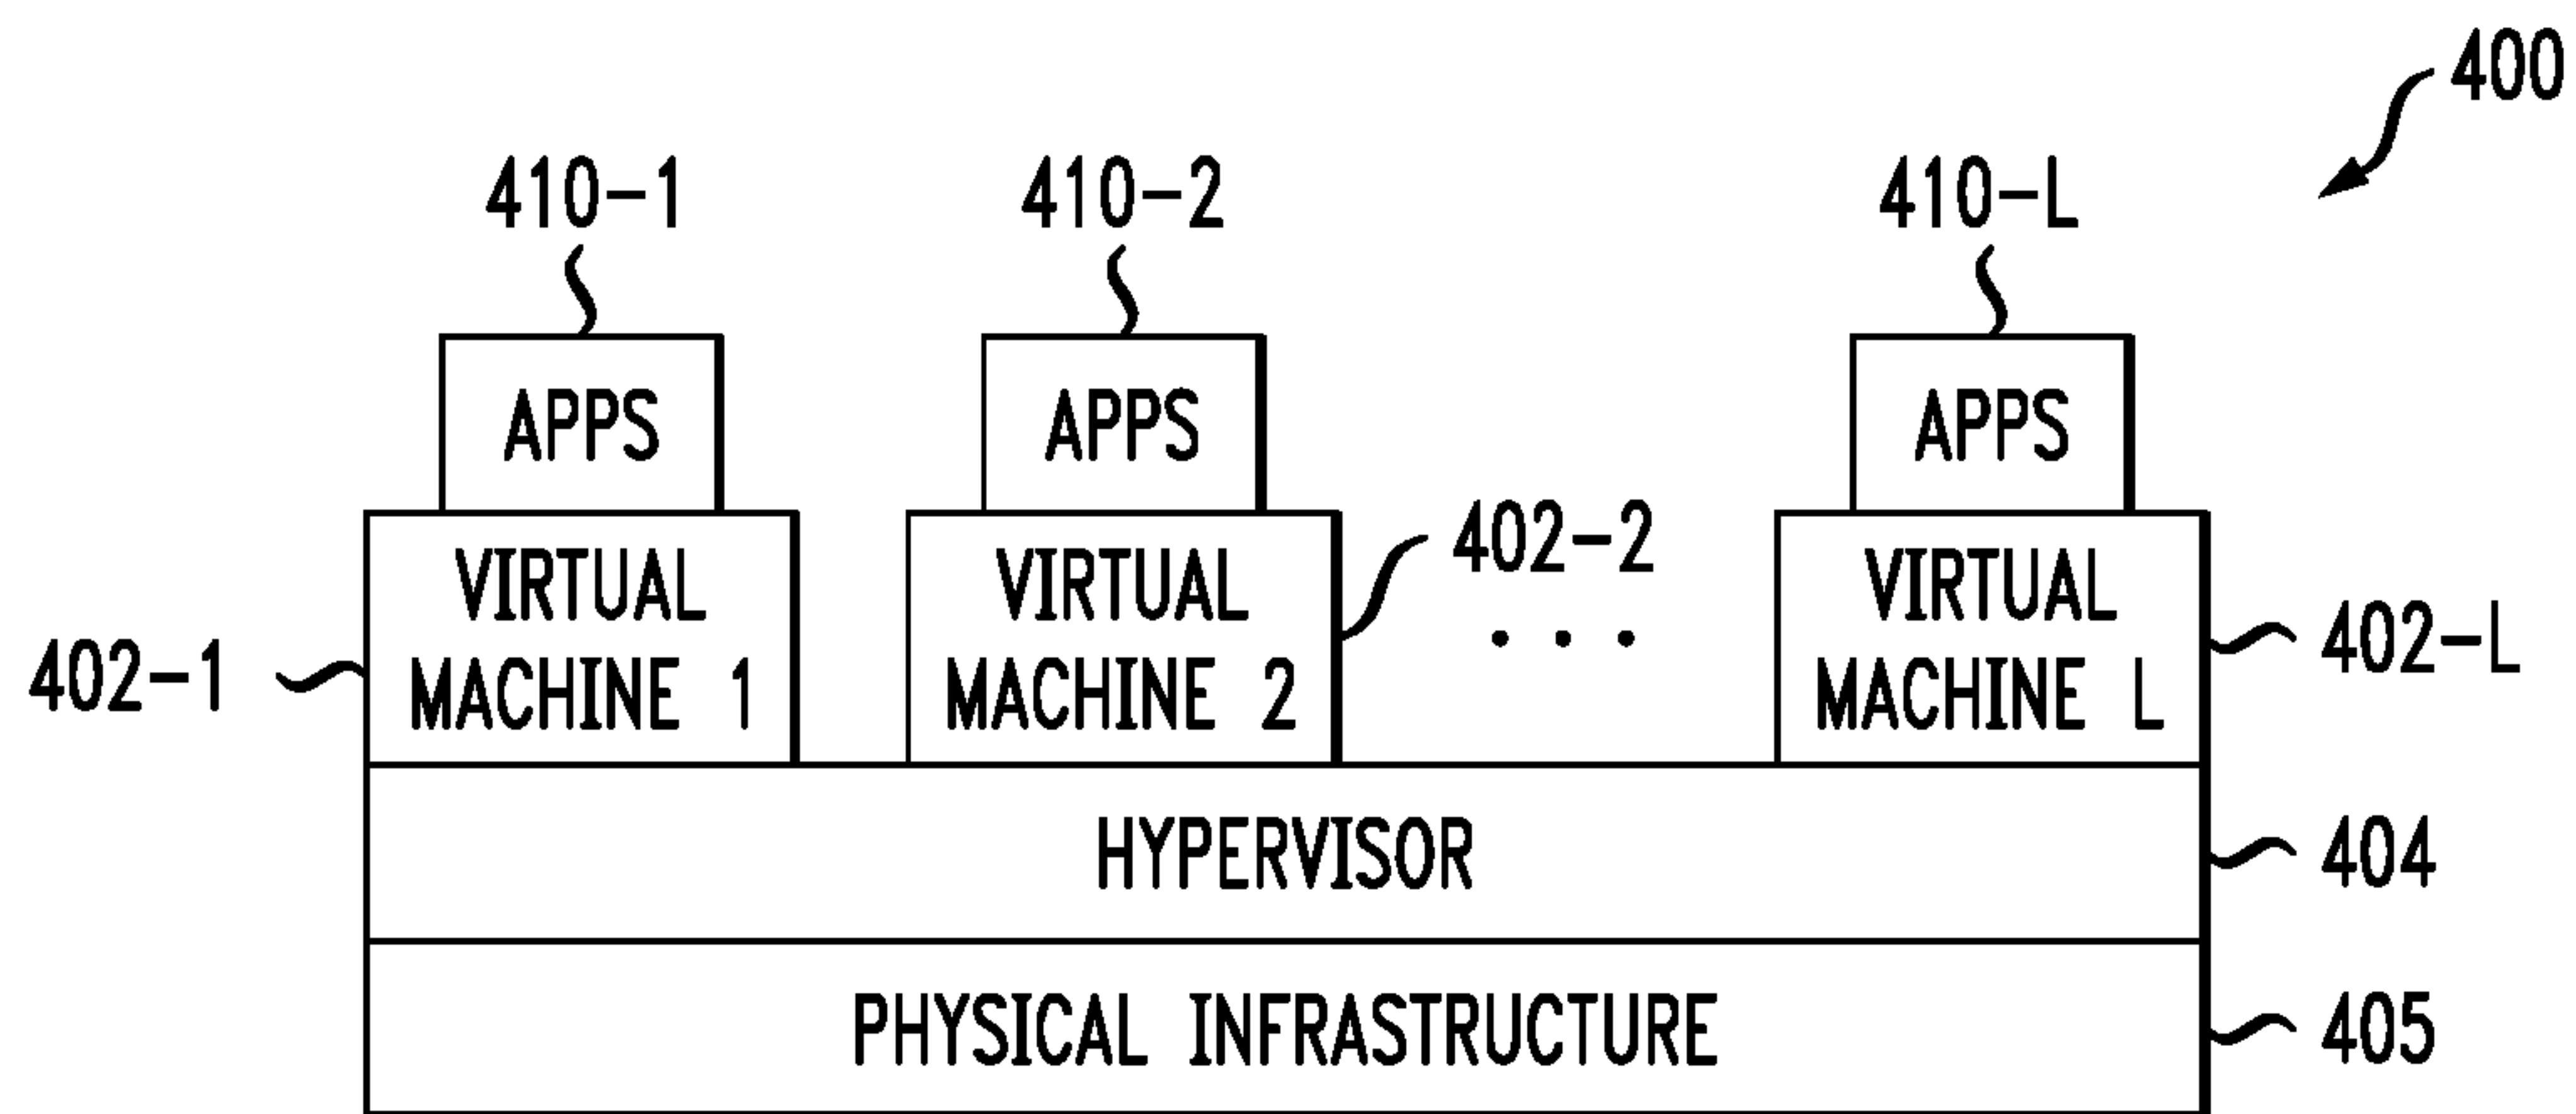 400
410-1
410-2
410-L
APPS
APPS
APPS
402-2
VIRTUAL
MACHINE 1
VIRTUAL
MACHINE 2
. . .
VIRTUAL
MACHINE L
402-1
402-L
HYPERVISOR
404
PHYSICAL INFRASTRUCTURE
405